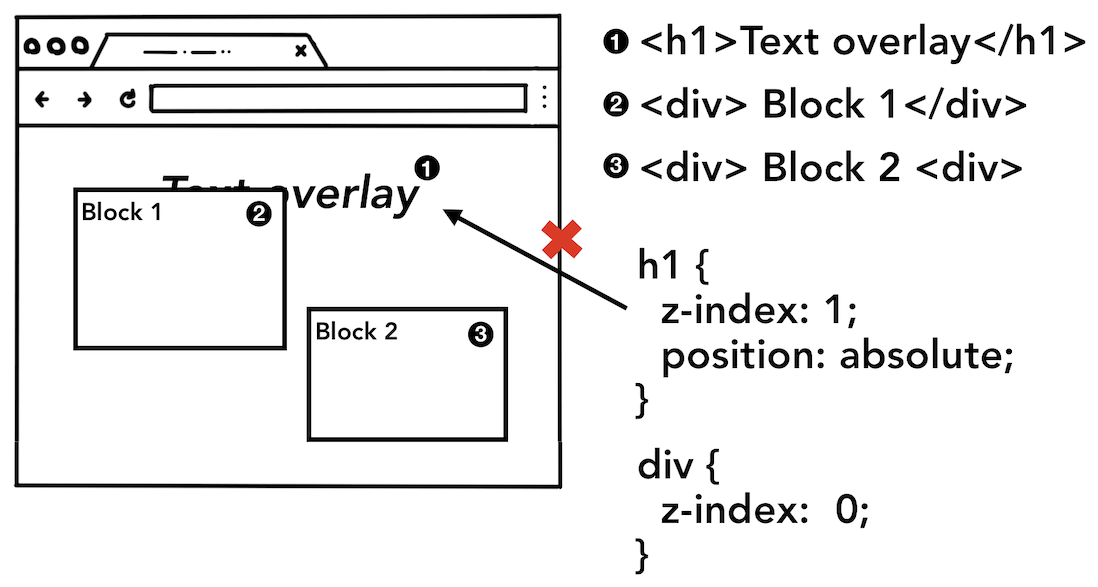 ❶ <h1>Text overlay</h1>
❷ <div> Block 1</div>
❸ <div> Block 2 <div>
Text overlay ❶
Block 1 ❷
Block 2 ❸
h1 {
z-index: 1;
position: absolute;
}
div {
z-index:  0;
}